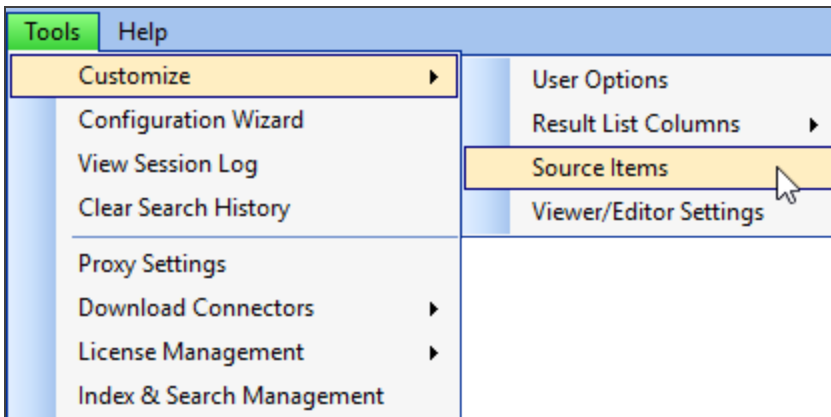 Tools Help
Customize
Configuration Wizard
View Session Log
Clear Search History
Proxy Settings
Download Connectors
License Management
Index & Search Management
User Options
Result List Columns
Source Items
Viewer/Editor Settings